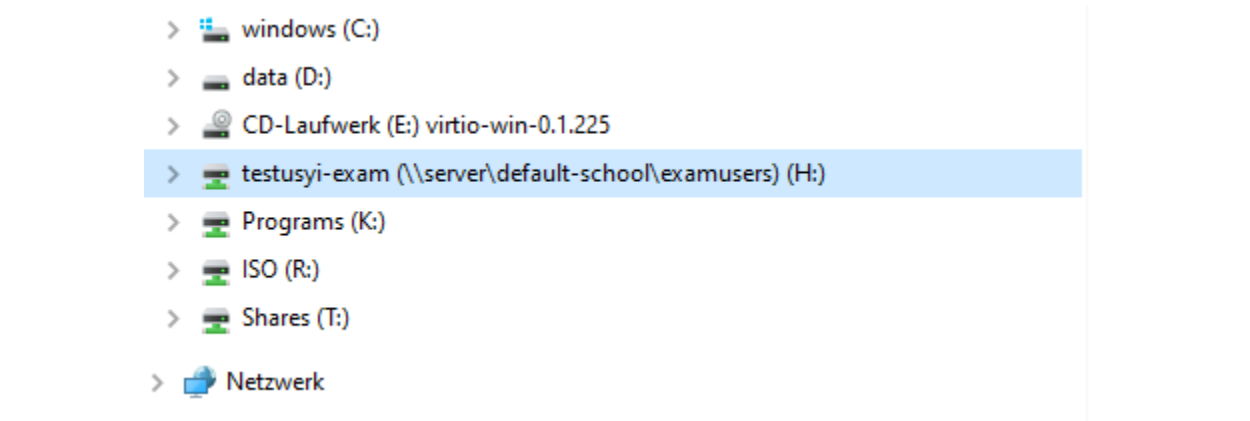 windows (C:)
data (D:)
CD-Laufwerk (E:) virtio-win-0.1.225
testusyi-exam (\\server\default-school\examusers) (H:)
Programs (K:)
ISO (R:)
Shares (T:)
Netzwerk